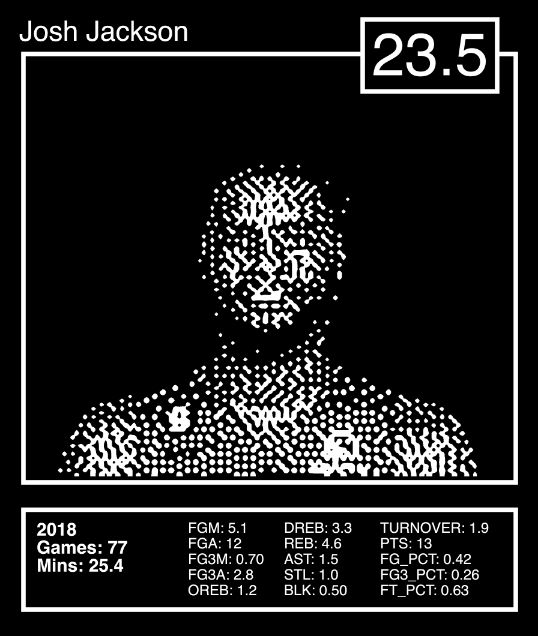 Josh Jackson
23.5
2018
Games: 77
Mins: 25.4
FGM: 5.1
FGA: 12
FG3M: 0.70
FG3A: 2.8
OREB: 1.2
DREB: 3.3
REB: 4.6
AST: 1.5
STL: 1.0
BLK: 0.50
TURNOVER: 1.9
PTS: 13
FG_PCT: 0.42
FG3_PCT: 0.26
FT_PCT: 0.63